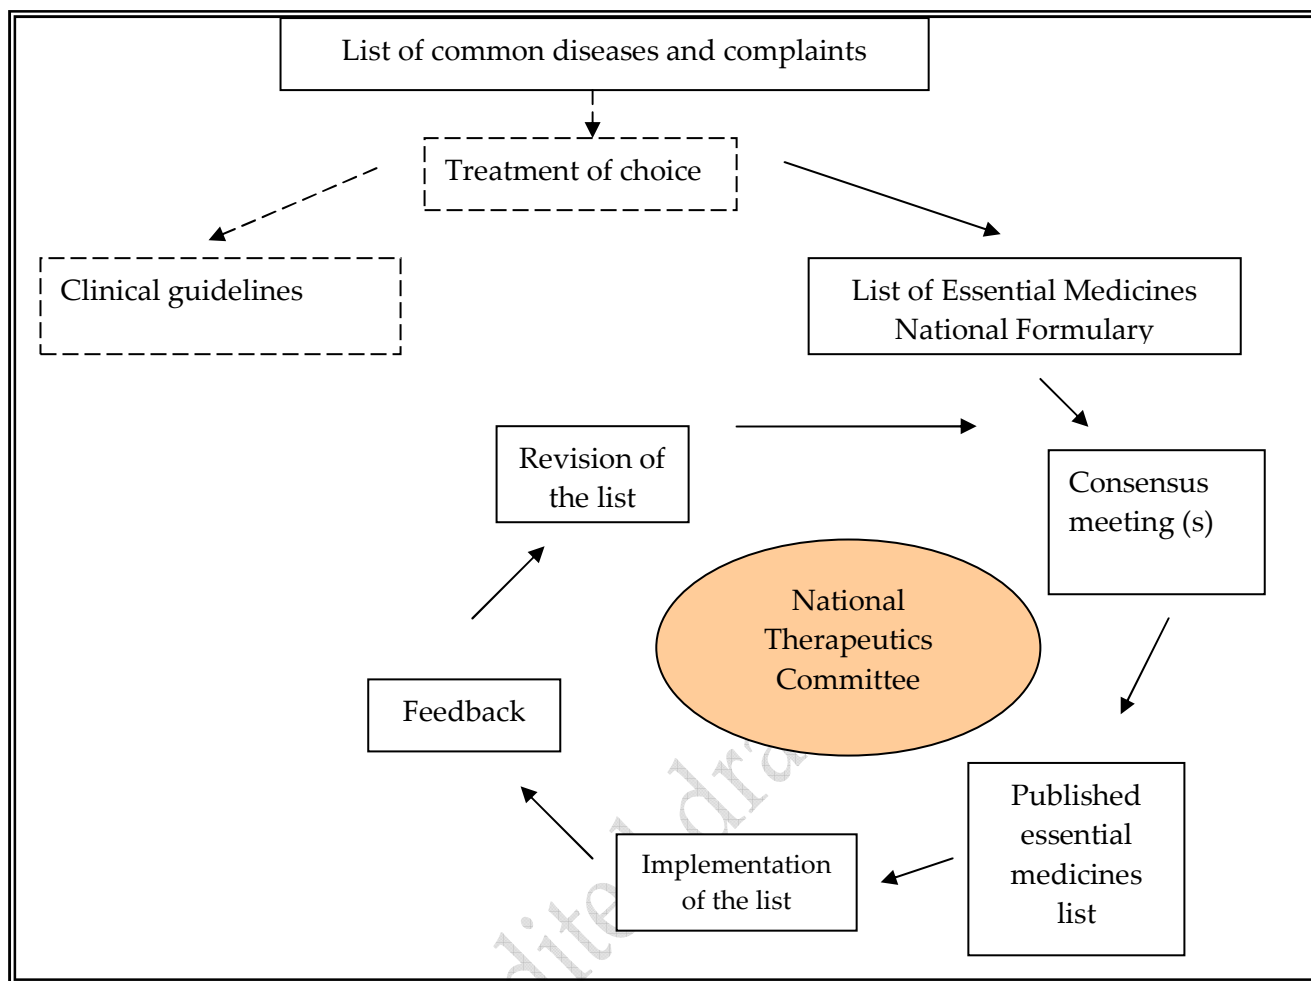 List of common diseases and complaints
Treatment of choice
Clinical guidelines
List of Essential Medicines
National Formulary
Revision of
the list
Consensus
meeting (s)
National
Therapeutics
Committee
Feedback
Published
essential
medicines
list
Implementation
of the list